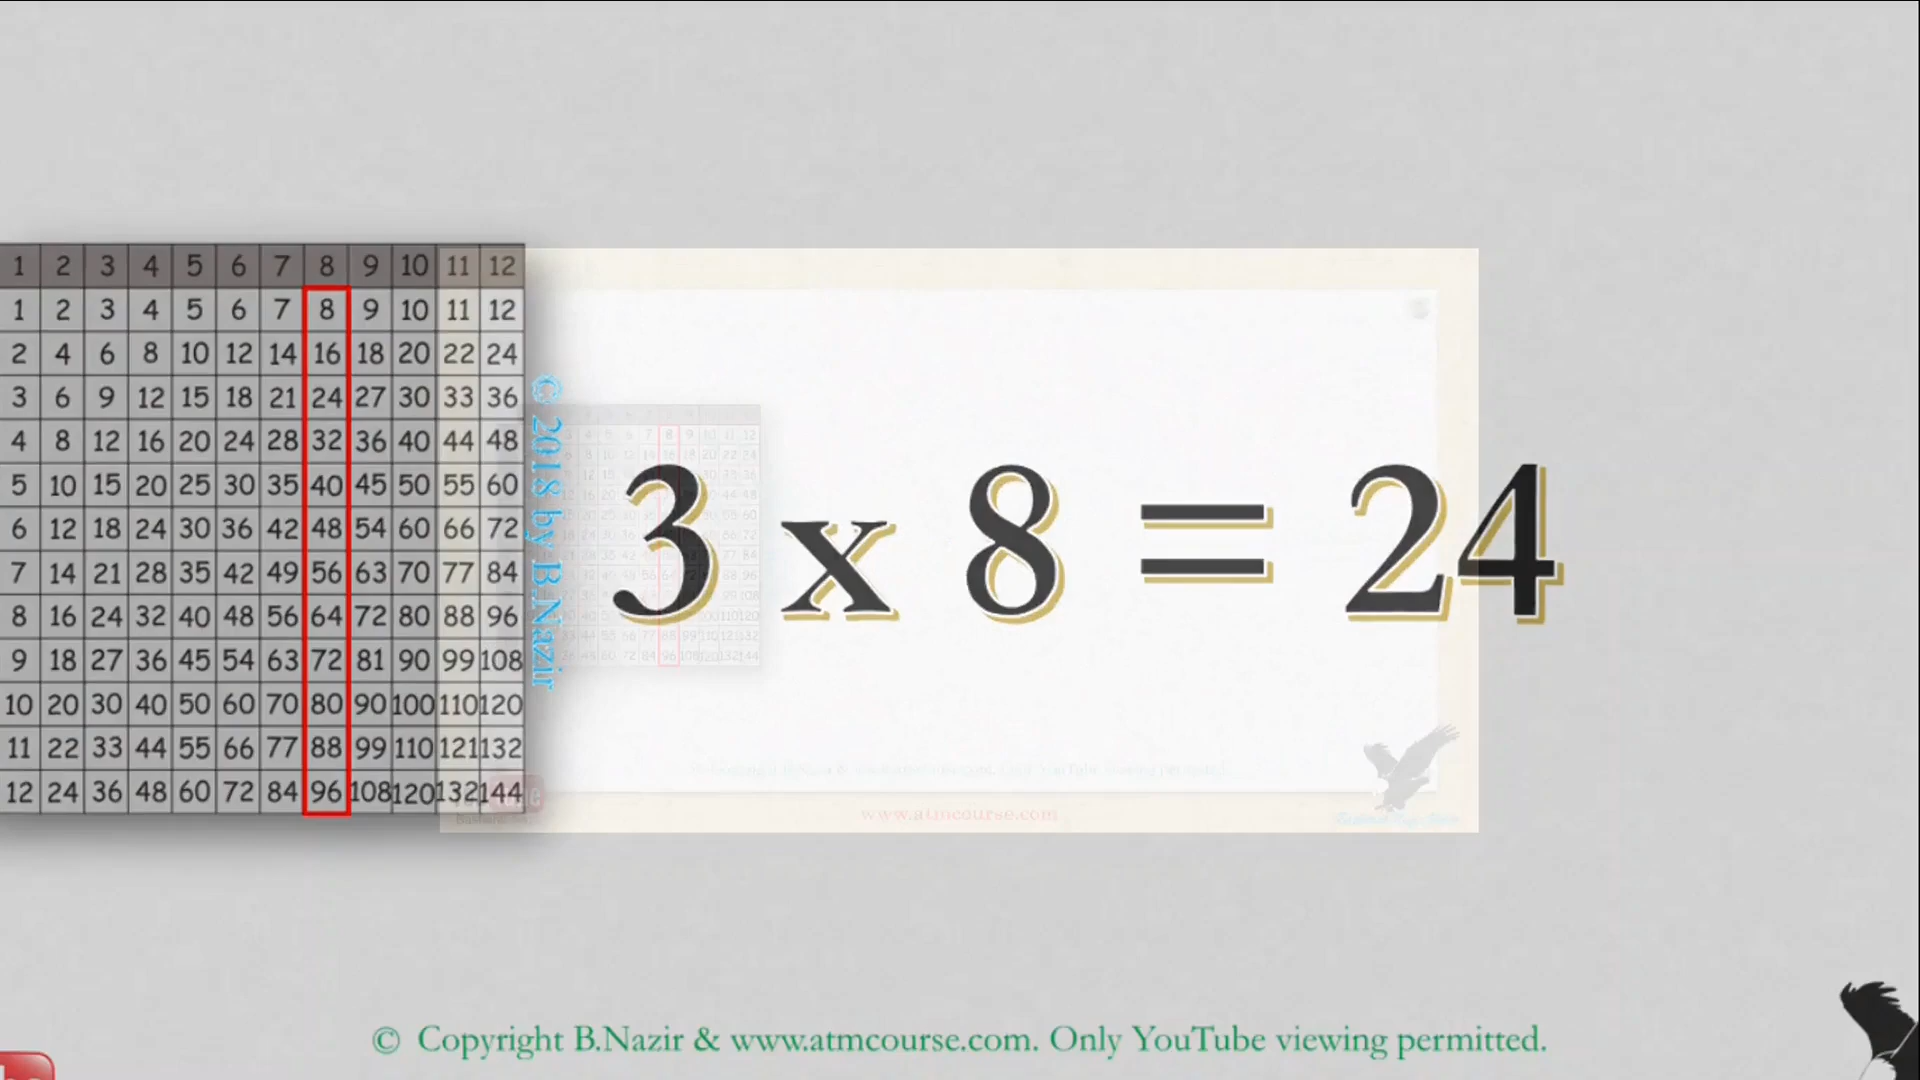 1 2 3 4 5 6 7 8 9 10 11 12
1 2 3 4 5 6 7 8 9 10 11 12
2 4 6 8 10 12 14 16 18 20 22 24
3 6 9 12 15 18 21 24 27 30 33 36
4 8 12 16 20 24 28 32 36 40 44 48
5 10 15 20 25 30 35 40 45 50 55 60
6 12 18 24 30 36 42 48 54 60 66 72
7 14 21 28 35 42 49 56 63 70 77 84
8 16 24 32 40 48 56 64 72 80 88 96
9 18 27 36 45 54 63 72 81 90 99 108
10 20 30 40 50 60 70 80 90 100 110 120
11 22 33 44 55 66 77 88 99 110 121 132
12 24 36 48 60 72 84 96 108 120 132 144
© 2018 by B.Nazir
3 x 8 = 24
www.atmcourse.com
© Copyright B.Nazir & www.atmcourse.com. Only YouTube viewing permitted.